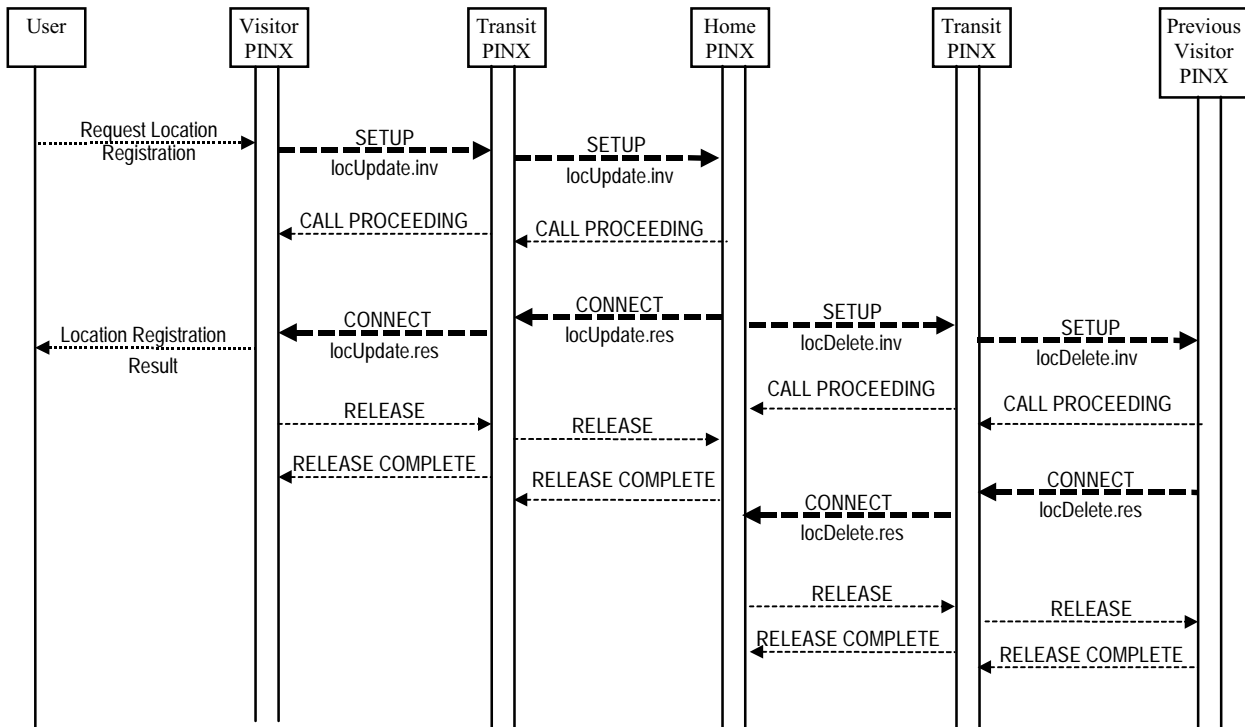 User
Visitor
PINX
Transit
PINX
Home
PINX
Transit
PINX
Previous
Visitor
PINX
Request Location
Registration
SETUP
locUpdate.inv
SETUP
locUpdate.inv
CALL PROCEEDING
CALL PROCEEDING
CONNECT
locUpdate.res
CONNECT
locUpdate.res
Location Registration
Result
SETUP
locDelete.inv
SETUP
locDelete.inv
CALL PROCEEDING
CALL PROCEEDING
RELEASE
RELEASE
RELEASE COMPLETE
RELEASE COMPLETE
CONNECT
locDelete.res
CONNECT
locDelete.res
RELEASE
RELEASE
RELEASE COMPLETE
RELEASE COMPLETE